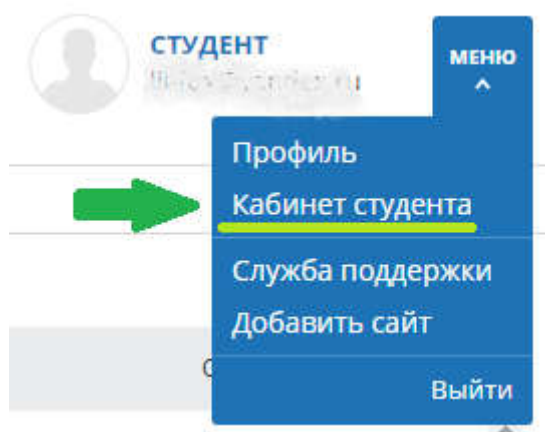 СТУДЕНТ
МЕНЮ
Профиль
Кабинет студента
Служба поддержки
Добавить сайт
Выйти